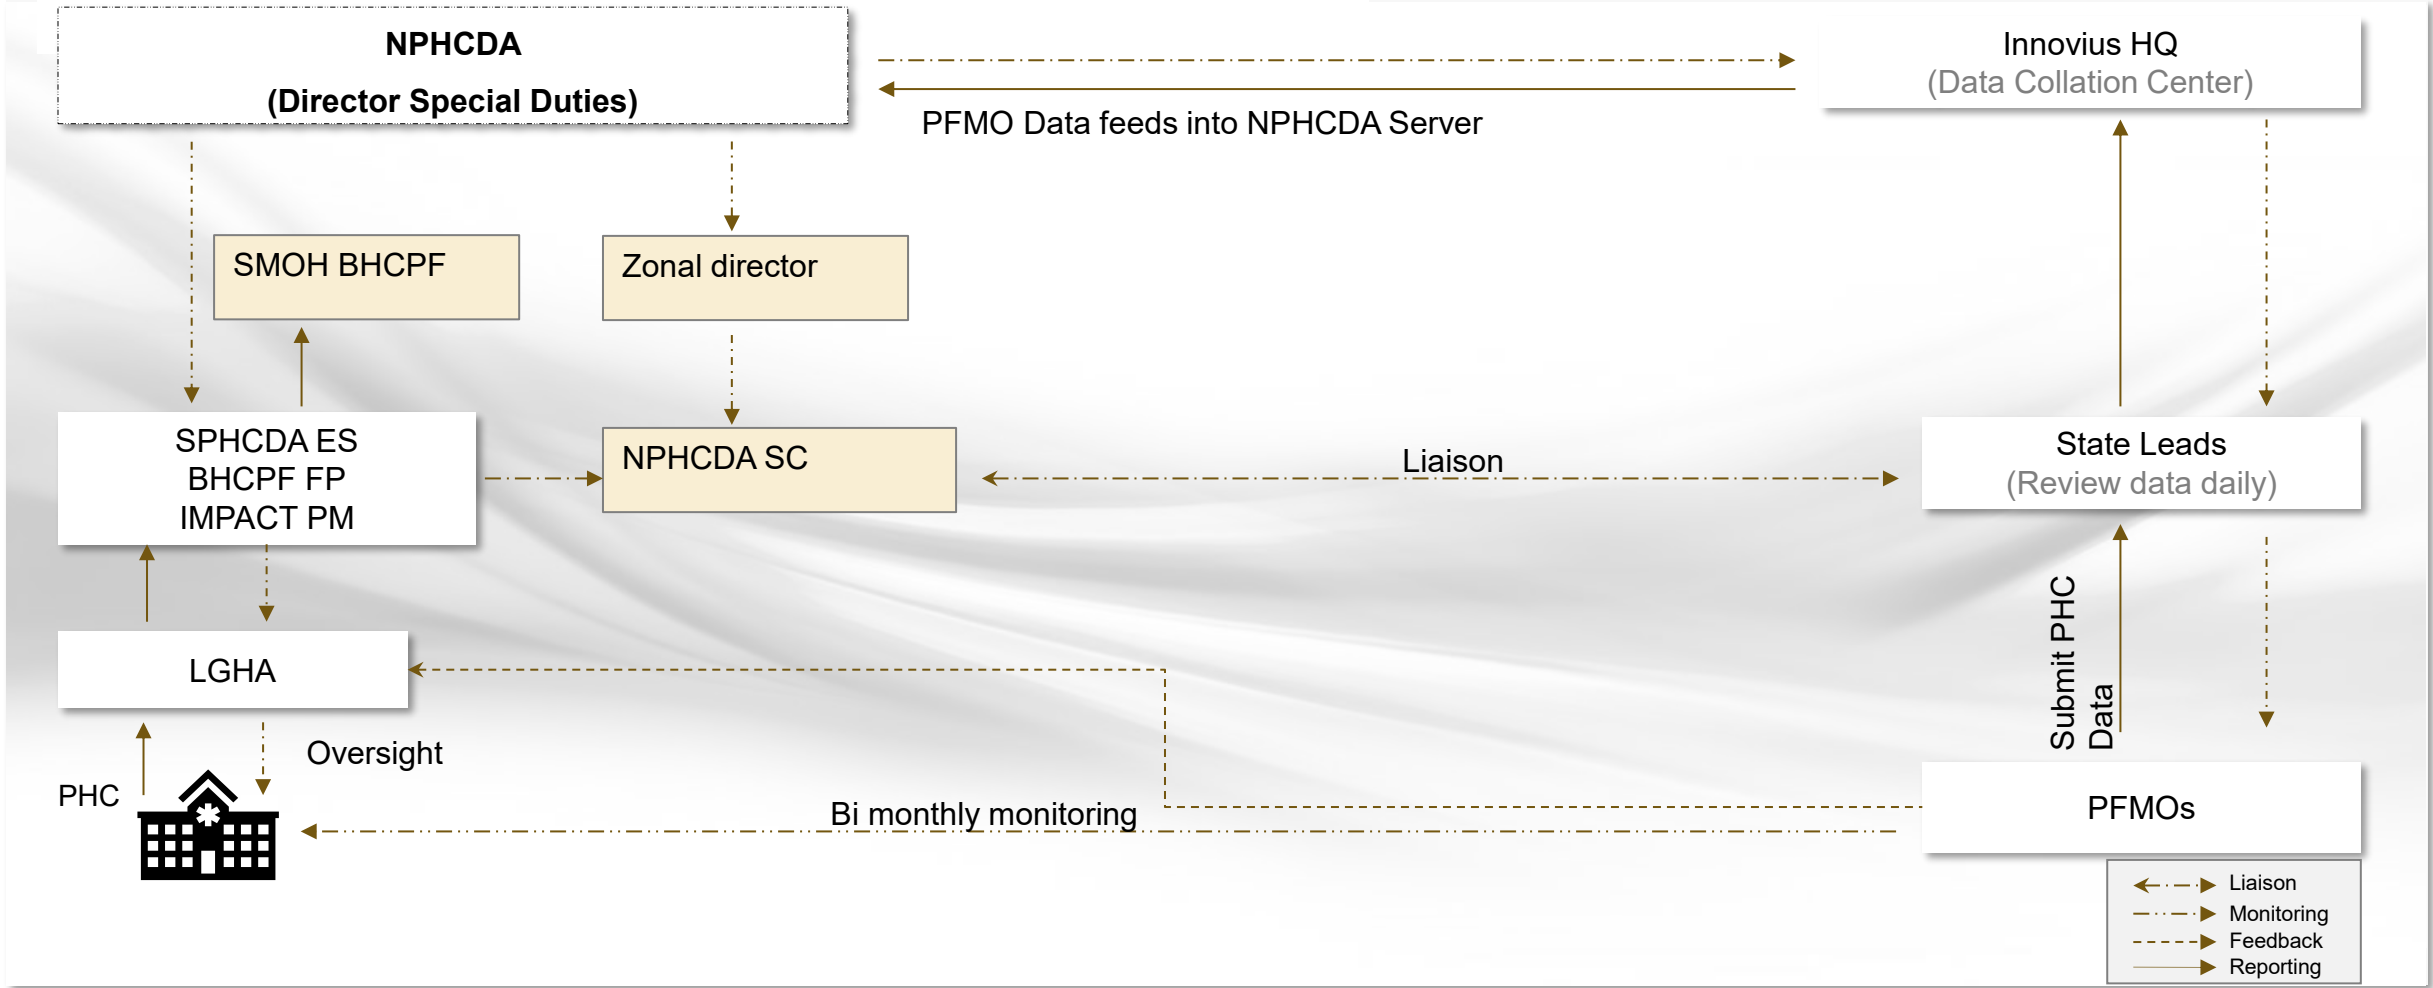 NPHCDA
(Director Special Duties)
Innovius HQ
(Data Collation Center)
PFMO Data feeds into NPHCDA Server
SMOH BHCPF
Zonal director
SPHCDA ES
BHCPF FP
IMPACT PM
NPHCDA SC
Liaison
State Leads
(Review data daily)
Submit PHC
Data
LGHA
Oversight
PHC
Bi monthly monitoring
PFMOs
Liaison
Monitoring
Feedback
Reporting